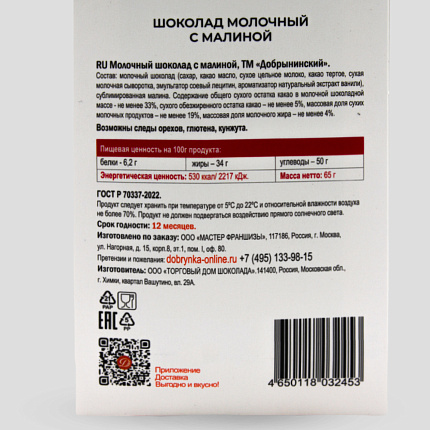 ШОКОЛАД МОЛОЧНЫЙ
С МАЛИНОЙ
RU Молочный шоколад с малиной, ТМ «Добрынинский».
Состав: молочный шоколад (сахар, какао масло, сухое цельное молоко, какао тертое, сухая
молочная сыворотка, эмульгатор соевый лецитин, ароматизатор натуральный экстракт ванили),
сублимированная малина. Содержание общего сухого остатка какао в молочной шоколадной
массе - не менее 33%, сухого обезжиренного остатка какао – не менее 5%, массовая доля сухих
молочных продуктов – не менее 19%, массовая доля молочного жира – не менее 4%.
Возможны следы орехов, глютена, кунжута.
Пищевая ценность на 100г продукта:
белки - 6,2 г жиры – 34 г углеводы – 50 г
Энергетическая ценность: 530 ккал/ 2217 кДж. Масса нетто: 65 г
ГОСТ Р 70337-2022.
Продукт следует хранить при температуре от 5ºС до 22ºС и относительной влажности воздуха
не более 70%. Продукт не должен подвергаться воздействию прямого солнечного света.
Срок годности: 12 месяцев.
Изготовлено по заказу: ООО «МАСТЕР ФРАНШИЗЫ», 117186, Россия, г. Москва,
ул. Нагорная, д. 15, корп.8, эт.1, пом. I, оф. 80.
Претензии и пожелания: dobrynka-online.ru +7 (495) 133-98-15
Изготовитель: ООО «ТОРГОВЫЙ ДОМ ШОКОЛАДА».141400, Россия, Московская обл.,
г. Химки, квартал Вашутино, вл. 29А.
21
PAP
EAC
5
PP
Приложение
Доставка
Выгодно и вкусно!
4 650118 032453